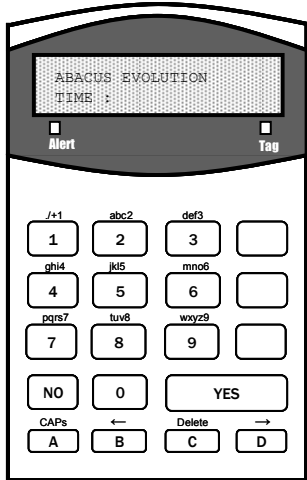 ABACUS EVOLUTION
TIME :
Alert Tag
./+1 abc2 def3
1 2 3
ghi4 jkl5 mno6
4 5 6
pqrs7 tuv8 wxyz9
7 8 9
NO 0 YES
CAPs ← Delete →
A B C D